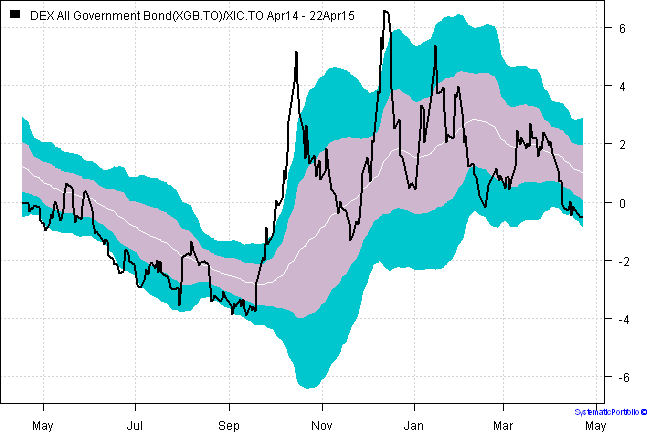 DEX All Government Bond(XGB.TO)/XIC.TO Apr14 - 22Apr15
6
4
2
0
-2
-4
-6
SystematicPortfolio ©
May Jul Sep Nov Jan Mar May